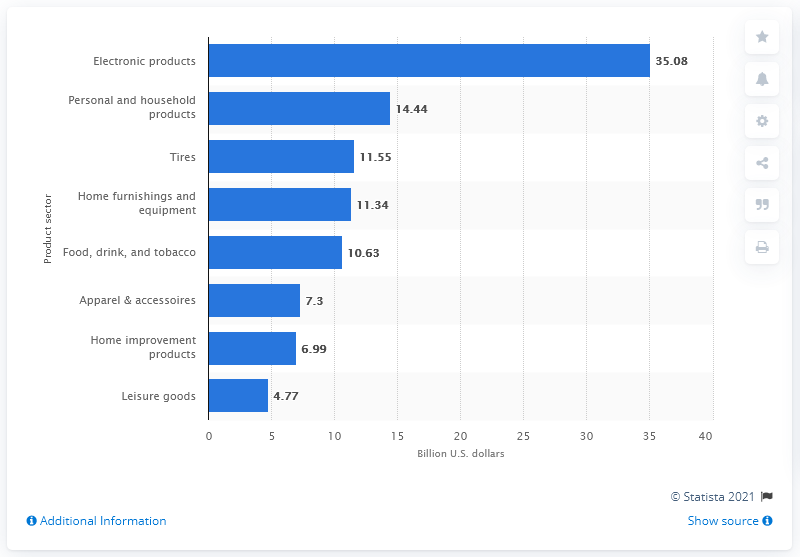 Electronic products
35.08
Personal and household
products
14.44
Tires
11.55
Home furnishings and
equipment
11.34
Food, drink, and tobacco
10.63
Apparel & accessoires
7.3
Home improvement
products
6.99
Leisure goods
4.77
Product sector
0 5 10 15 20 25 30 35 40
Billion U.S. dollars
© Statista 2021
Additional Information
Show source